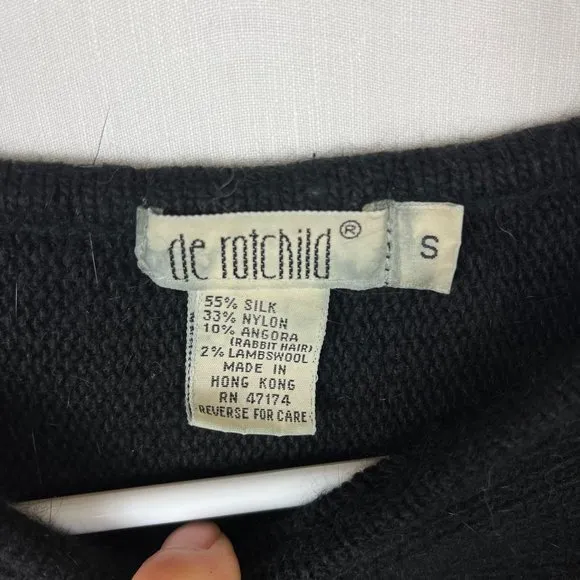 de rotchild®
S
55% SILK
33% NYLON
10% ANGORA
(RABBIT HAIR)
2% LAMBSWOOL
MADE IN
HONG KONG
RN 47174
REVERSE FOR CARE